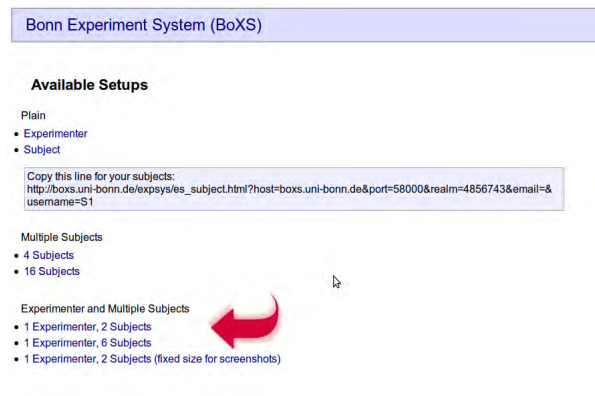 Bonn Experiment System (BoXS)
Available Setups
Plain
• Experimenter
• Subject
Copy this line for your subjects:
http://boxs.uni-bonn.de/expsys/es_subject.html?host=boxs.uni-bonn.de&port=58000&realm=4856743&email=&
username=S1
Multiple Subjects
• 4 Subjects
• 16 Subjects
Experimenter and Multiple Subjects
• 1 Experimenter, 2 Subjects
• 1 Experimenter, 6 Subjects
• 1 Experimenter, 2 Subjects (fixed size for screenshots)